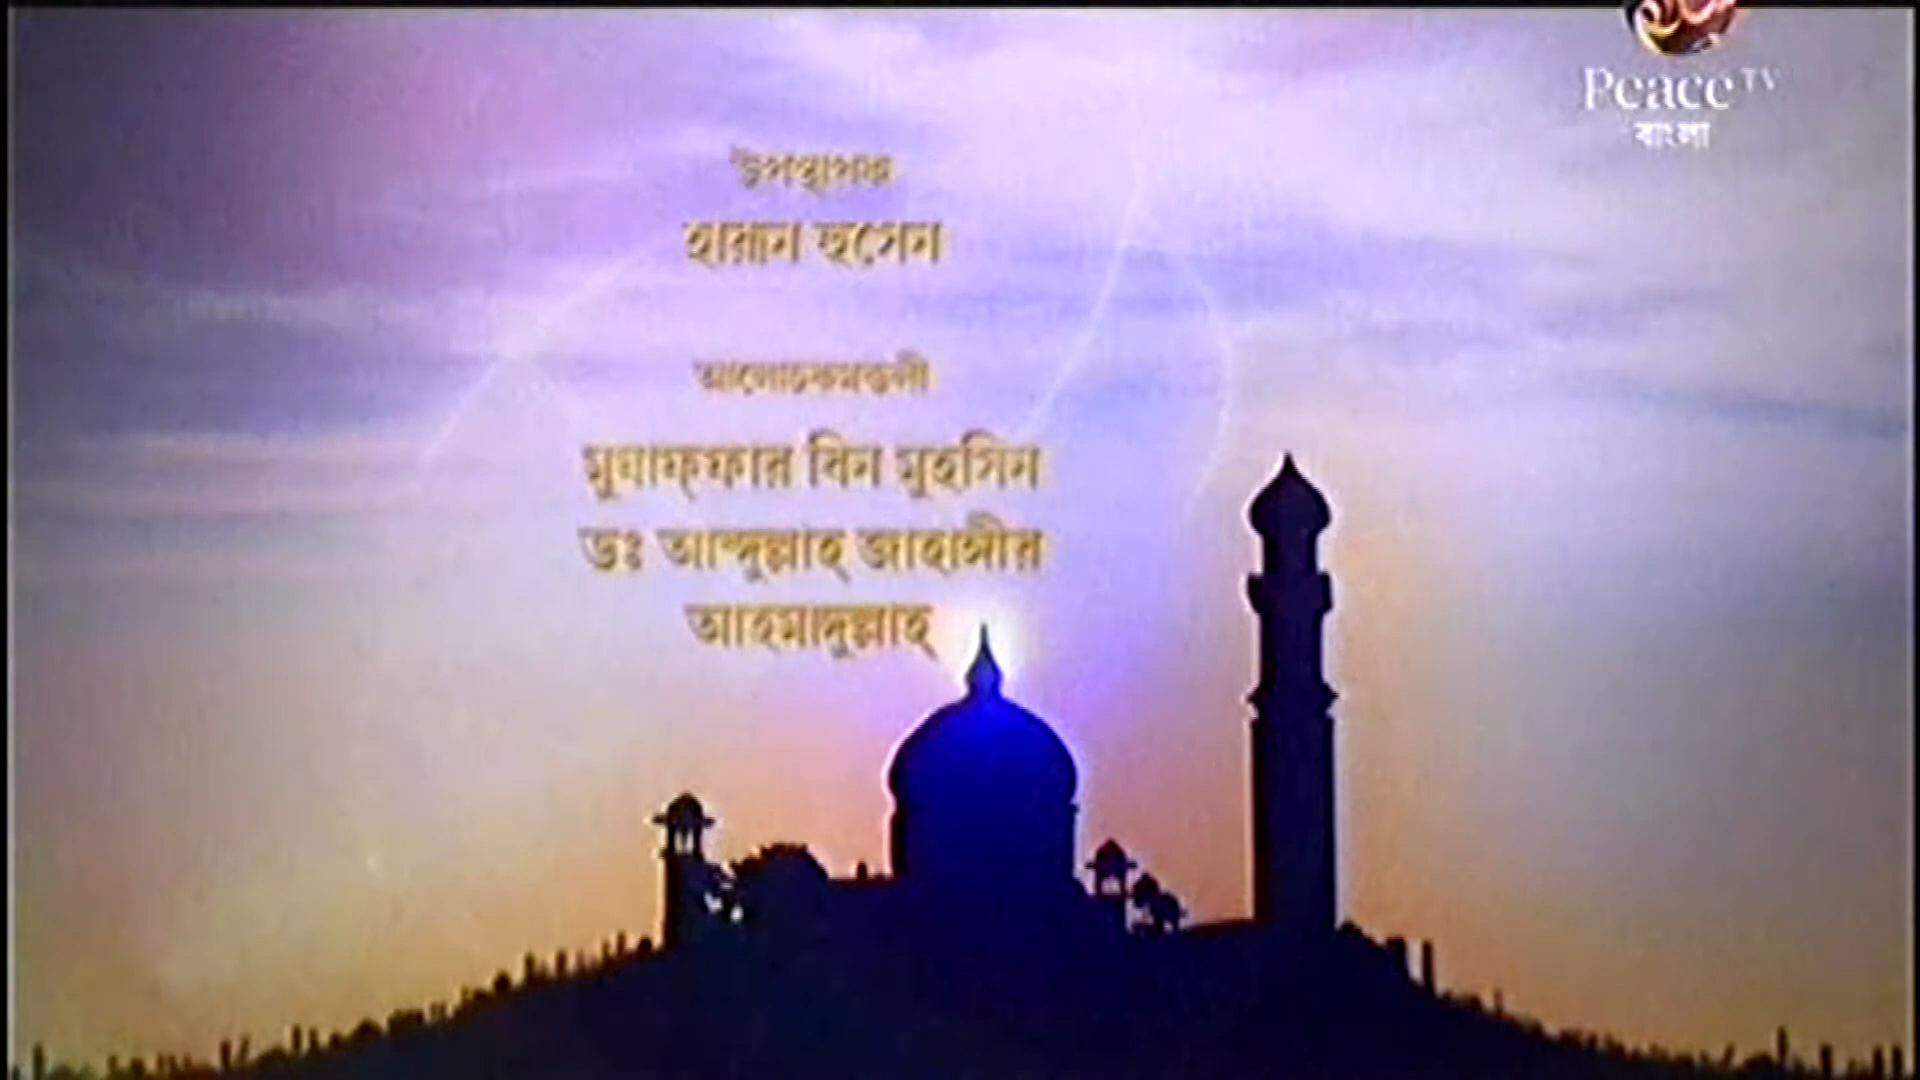 Peace TV
বাংলা
উপস্থাপক
হারুন হুসেন
আলোচকমন্ডলী
মুযাফ্ফার বিন মুহসিন
ডঃ আব্দুল্লাহ্ জাহাঙ্গীর
আহমাদুল্লাহ্